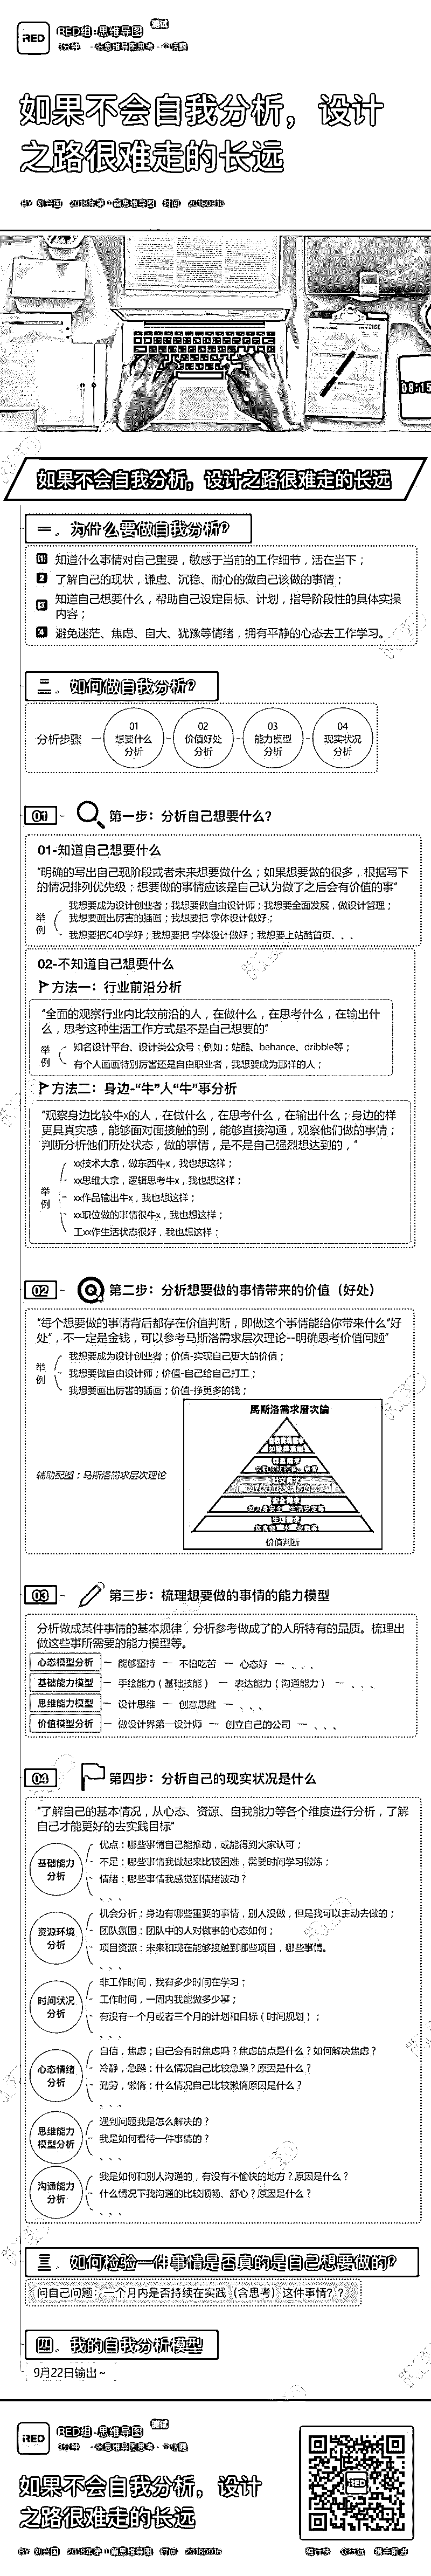 iRED
RED组·思维导图
测试
如果不会自我分析，设计
之路很难走的长远
08:15
如果不会自我分析，设计之路很难走的长远
一、为什么要做自我分析？
01 知道什么事情对自己重要，敏感于当前的工作细节，活在当下；
2 了解自己的现状，谦虚、沉稳、耐心的做自己该做的事情；
3 知道自己想要什么，帮助自己设定目标、计划，指导阶段性的具体实操
内容；
4 避免迷茫、焦虑、自大、犹豫等情绪，拥有平静的心态去工作学习。
二、如何做自我分析？
分析步骤
01 想要什么 分析
02 价值好处 分析
03 能力模型 分析
04 现实状况 分析
01 第一步：分析自己想要什么？
01-知道自己想要什么
“明确的写出自己现阶段或者未来想要做什么；如果想要做的很多，根据写下
的情况排列优先级；想要做的事情应该是自己认为做了之后会有价值的事”
举例
我想要成为设计创业者；我想要做自由设计师；我想要全面发展，做设计管理；
我想要画出厉害的插画；我想要把 字体设计做好；
我想要把C4D学好；我想要把 字体设计做好；我想要上站酷首页、、、
02-不知道自己想要什么
方法一：行业前沿分析
“全面的观察行业内比较前沿的人，在做什么，在思考什么，在输出什
么，思考这种生活工作方式是不是自己想要的”
举例
知名设计平台、设计类公众号；例如；站酷、behance、dribble等；
有个人画画特别厉害还是自由职业者，我想要成为那样的人；
方法二：身边-“牛”人“牛”事分析
“观察身边比较牛x的人，在做什么，在思考什么，在输出什么；身边的样
更具真实感，能够面对面接触的到，能够直接沟通，观察他们做的事情；
判断分析他们所处状态，做的事情，是不是自己强烈想达到的，”
举例
xx技术大拿，做东西牛x，我也想这样；
xx思维大拿，逻辑思考牛x，我也想这样；
xx作品输出牛x，我也想这样；
xx职位做的事情很牛x，我也想这样；
工xx作生活状态很好，我也想这样；
02 第二步：分析想要做的事情带来的价值（好处）
“每个想要做的事情背后都存在价值判断，即做这个事情能给你带来什么“好
处”，不一定是金钱，可以参考马斯洛需求层次理论--明确思考价值问题”
举例
我想要成为设计创业者；价值-实现自己更大的价值；
我想要做自由设计师；价值-自己给自己打工；
我想要画出厉害的插画；价值-挣更多的钱；
马斯洛需求层次论
辅助配图：马斯洛需求层次理论
价值判断
03 第三步：梳理想要做的事情的能力模型
分析做成某件事情的基本规律，分析参考做成了的人所特有的品质。梳理出
做这些事所需要的能力模型等。
心态模型分析 — 能够坚持 — 不怕吃苦 — 心态好 — 、、、
基础能力模型 — 手绘能力（基础技能） — 表达能力（沟通能力） — 、、、
思维能力模型 — 设计思维 — 创意思维 — 、、、
价值模型分析 — 做设计界第一设计师 — 创立自己的公司 — 、、、
04 第四步：分析自己的现实状况是什么
“了解自己的基本情况，从心态、资源、自我能力等各个维度进行分析，了解
自己才能更好的去实践目标”
基础能力 分析
优点：哪些事情自己能推动，或能得到大家认可；
不足：哪些事情我做起来比较困难，需要时间学习锻炼；
情绪：哪些事情我感觉到情绪波动？
、、、
资源环境 分析
机会分析：身边有哪些重要的事情，别人没做，但是我可以主动去做的；
团队氛围：团队中的人对做事的心态如何；
项目资源：未来和现在能够接触到哪些项目，哪些事情。
、、、
时间状况 分析
非工作时间，我有多少时间在学习；
工作时间，一周内我能做多少事；
有没有一个月或者三个月的计划和目标（时间规划）；
、、、
心态情绪 分析
自信，焦虑；自己会有时焦虑吗？焦虑的点是什么？如何解决焦虑？
冷静，急躁；什么情况自己比较急躁？原因是什么？
勤劳，懒惰；什么情况自己比较懒惰原因是什么？
、、、
思维能力 模型分析
遇到问题我是怎么解决的？
我是如何看待一件事情的？
、、、
沟通能力 分析
我是如何和别人沟通的，有没有不愉快的地方？原因是什么？
什么情况下我沟通的比较顺畅、舒心？原因是什么？
、、、
三、如何检验一件事情是否真的是自己想要做的？
问自己问题：一个月内是否持续在实践（含思考）这件事情？？
四、我的自我分析模型
9月22日输出~
iRED
RED组·思维导图
测试
如果不会自我分析，设计
之路很难走的长远